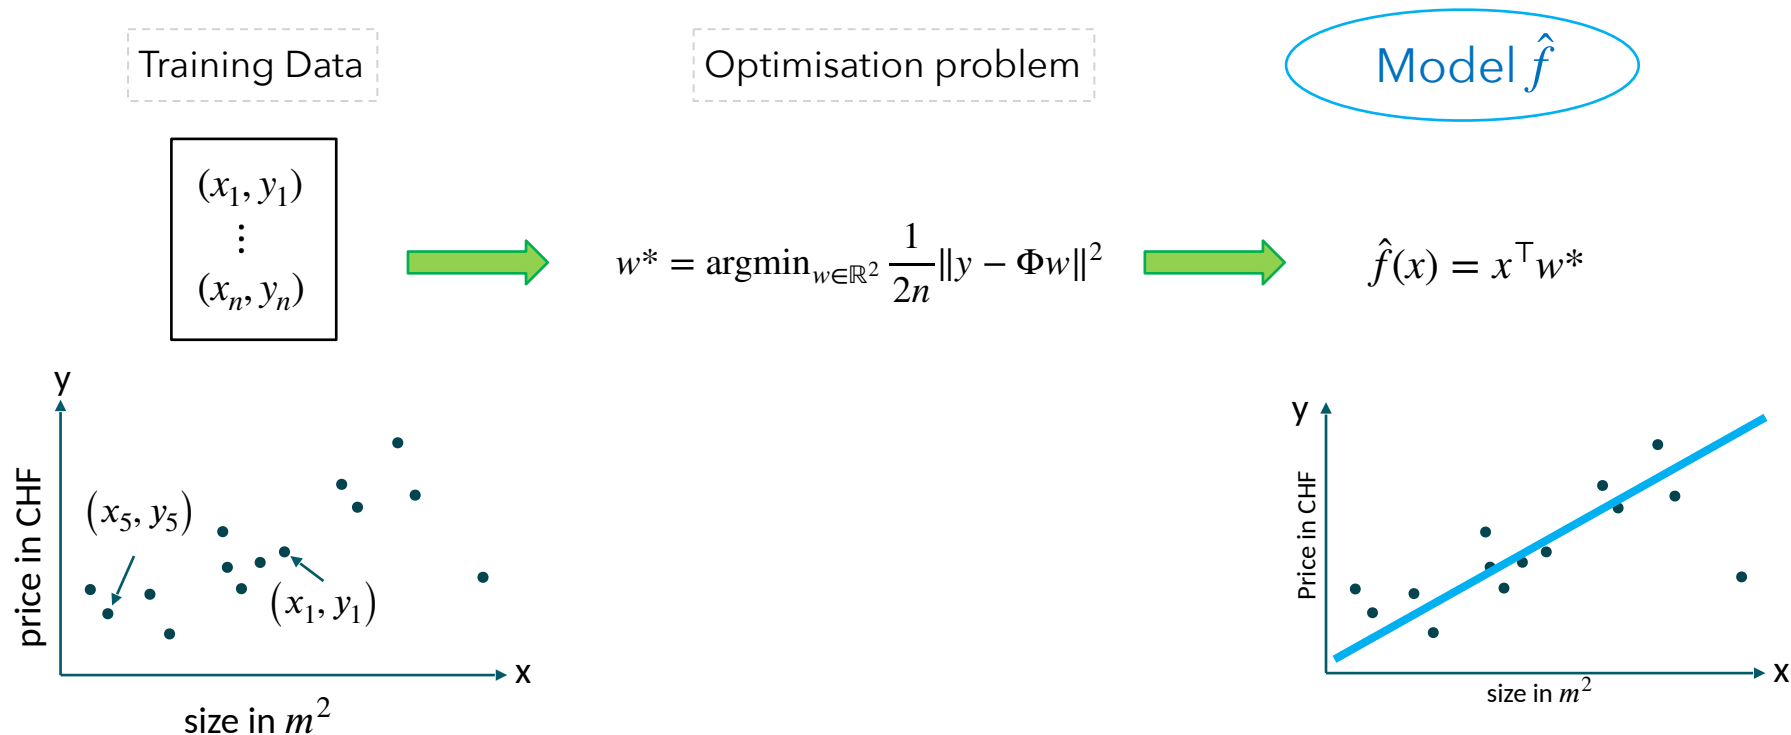 Training Data
Optimisation problem
Model f̂
(x₁, y₁)
⋮
(xₙ, yₙ)
w* = argmin_{w∈ℝ²} \frac{1}{2n} ‖y − Φw‖²
f̂(x) = x^⊤ w*
y
price in CHF
(x₅, y₅)
(x₁, y₁)
x
size in m²
y
Price in CHF
x
size in m²